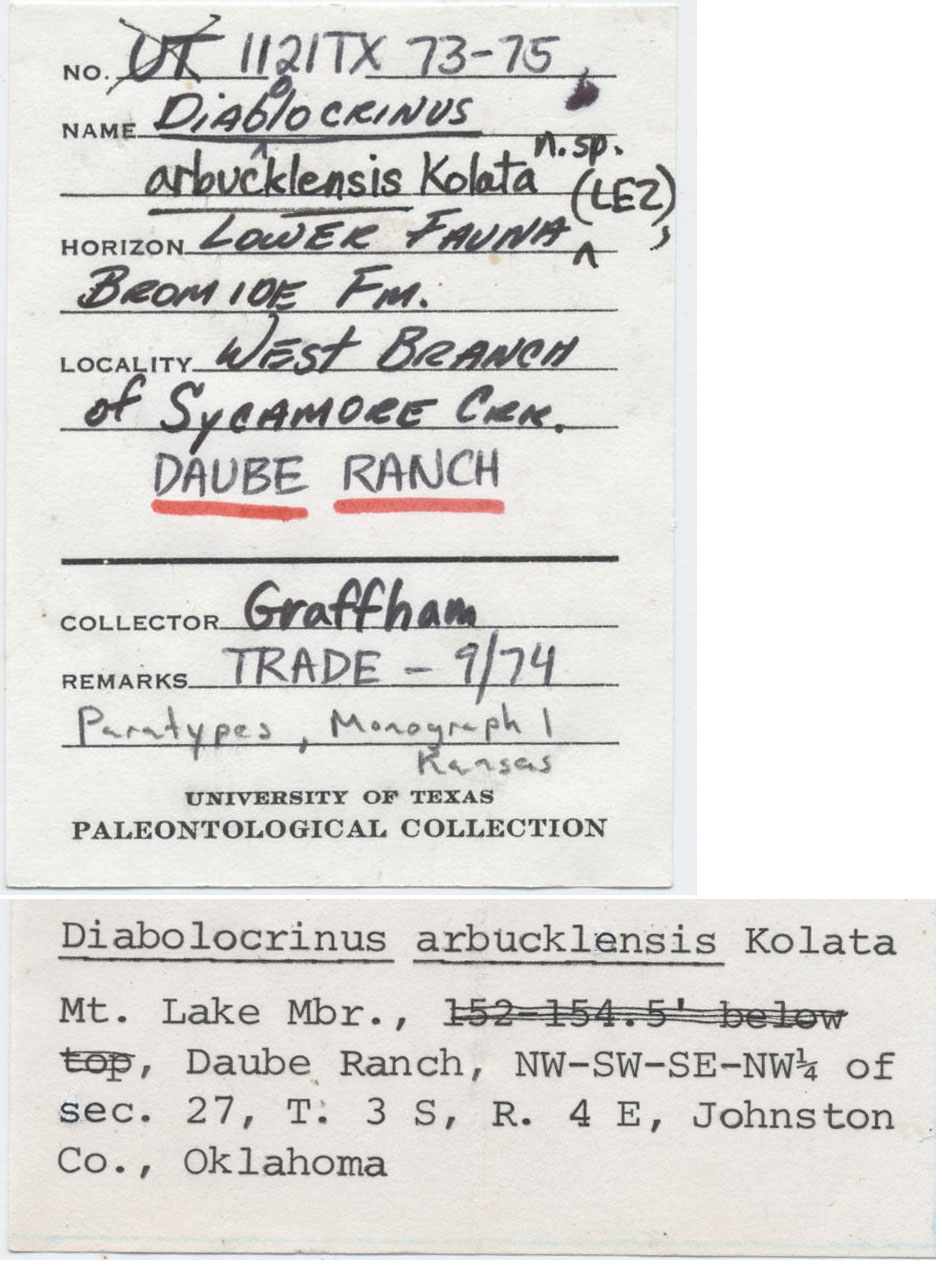 NO. UT 1121TX 73-75
NAME Diabolocrinus
arbucklensis Kolata n.sp.
HORIZON LOWER FAUNA (LEZ),
BROMIDE FM.
LOCALITY WEST BRANCH
of SYCAMORE CRK.
DAUBE RANCH
COLLECTOR Graffham
REMARKS TRADE - 9/74
Paratypes, Monograph 1
Kansas
UNIVERSITY OF TEXAS
PALEONTOLOGICAL COLLECTION
Diabolocrinus arbucklensis Kolata
Mt. Lake Mbr., 152-154.5' below
top, Daube Ranch, NW-SW-SE-NW¼ of
sec. 27, T. 3 S, R. 4 E, Johnston
Co., Oklahoma